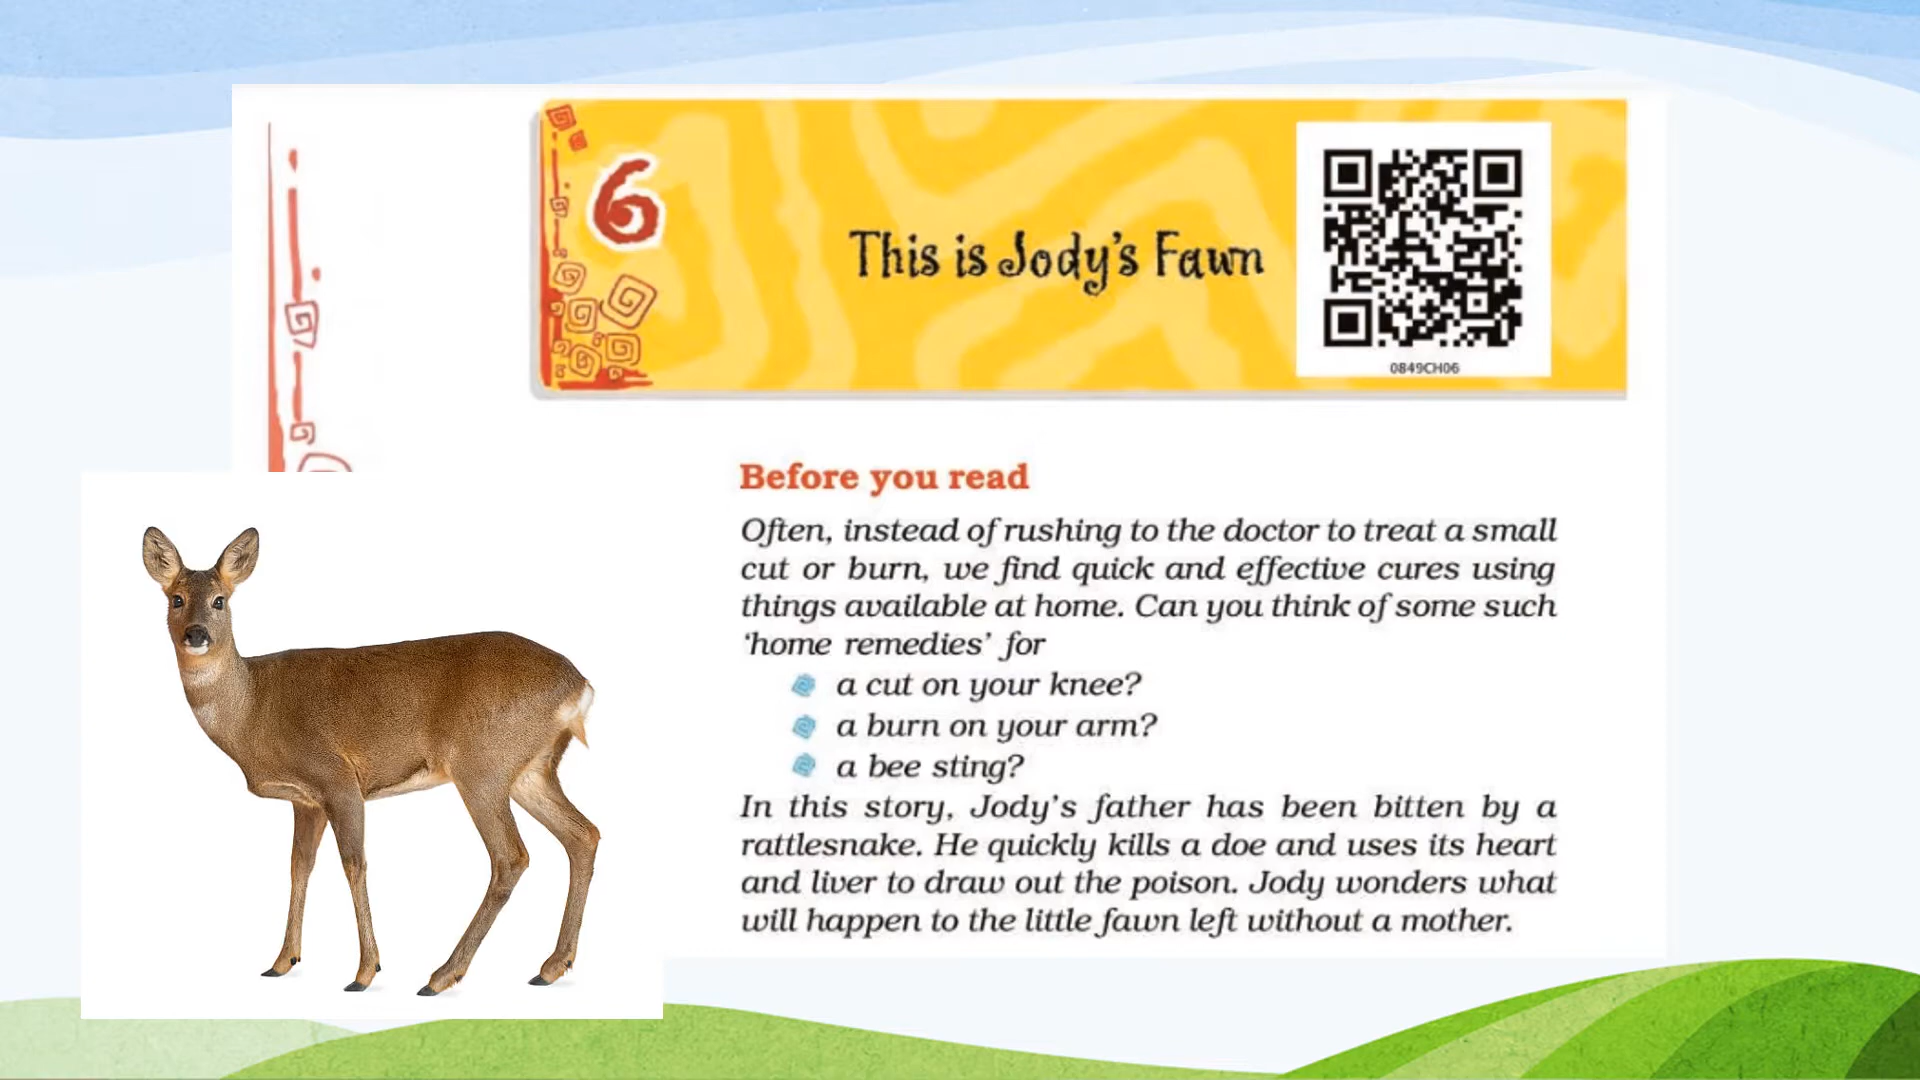 6
This is Jody's Fawn
0849CH06
Before you read
Often, instead of rushing to the doctor to treat a small
cut or burn, we find quick and effective cures using
things available at home. Can you think of some such
‘home remedies’ for
a cut on your knee?
a burn on your arm?
a bee sting?
In this story, Jody’s father has been bitten by a
rattlesnake. He quickly kills a doe and uses its heart
and liver to draw out the poison. Jody wonders what
will happen to the little fawn left without a mother.